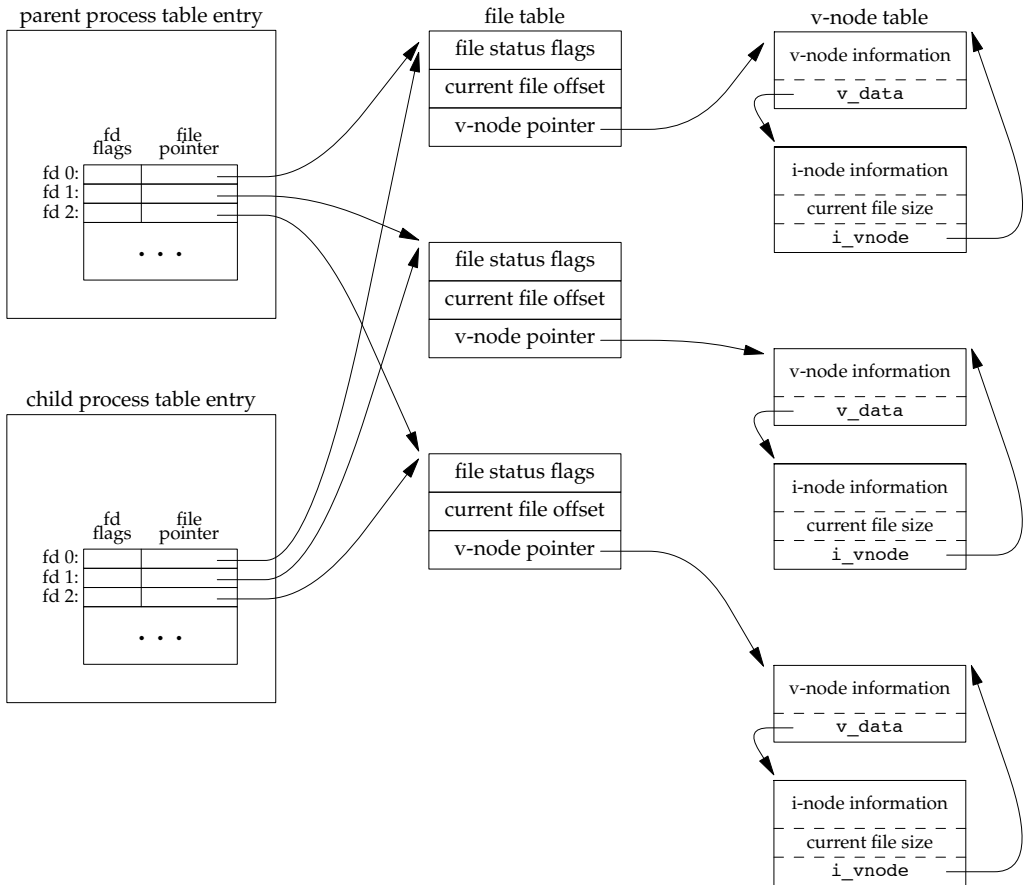 parent process table entry
fd
flags
file
pointer
fd 0:
fd 1:
fd 2:
. . .
child process table entry
fd
flags
file
pointer
fd 0:
fd 1:
fd 2:
. . .
file table
file status flags
current file offset
v-node pointer
file status flags
current file offset
v-node pointer
file status flags
current file offset
v-node pointer
v-node table
v-node information
v_data
i-node information
current file size
i_vnode
v-node information
v_data
i-node information
current file size
i_vnode
v-node information
v_data
i-node information
current file size
i_vnode